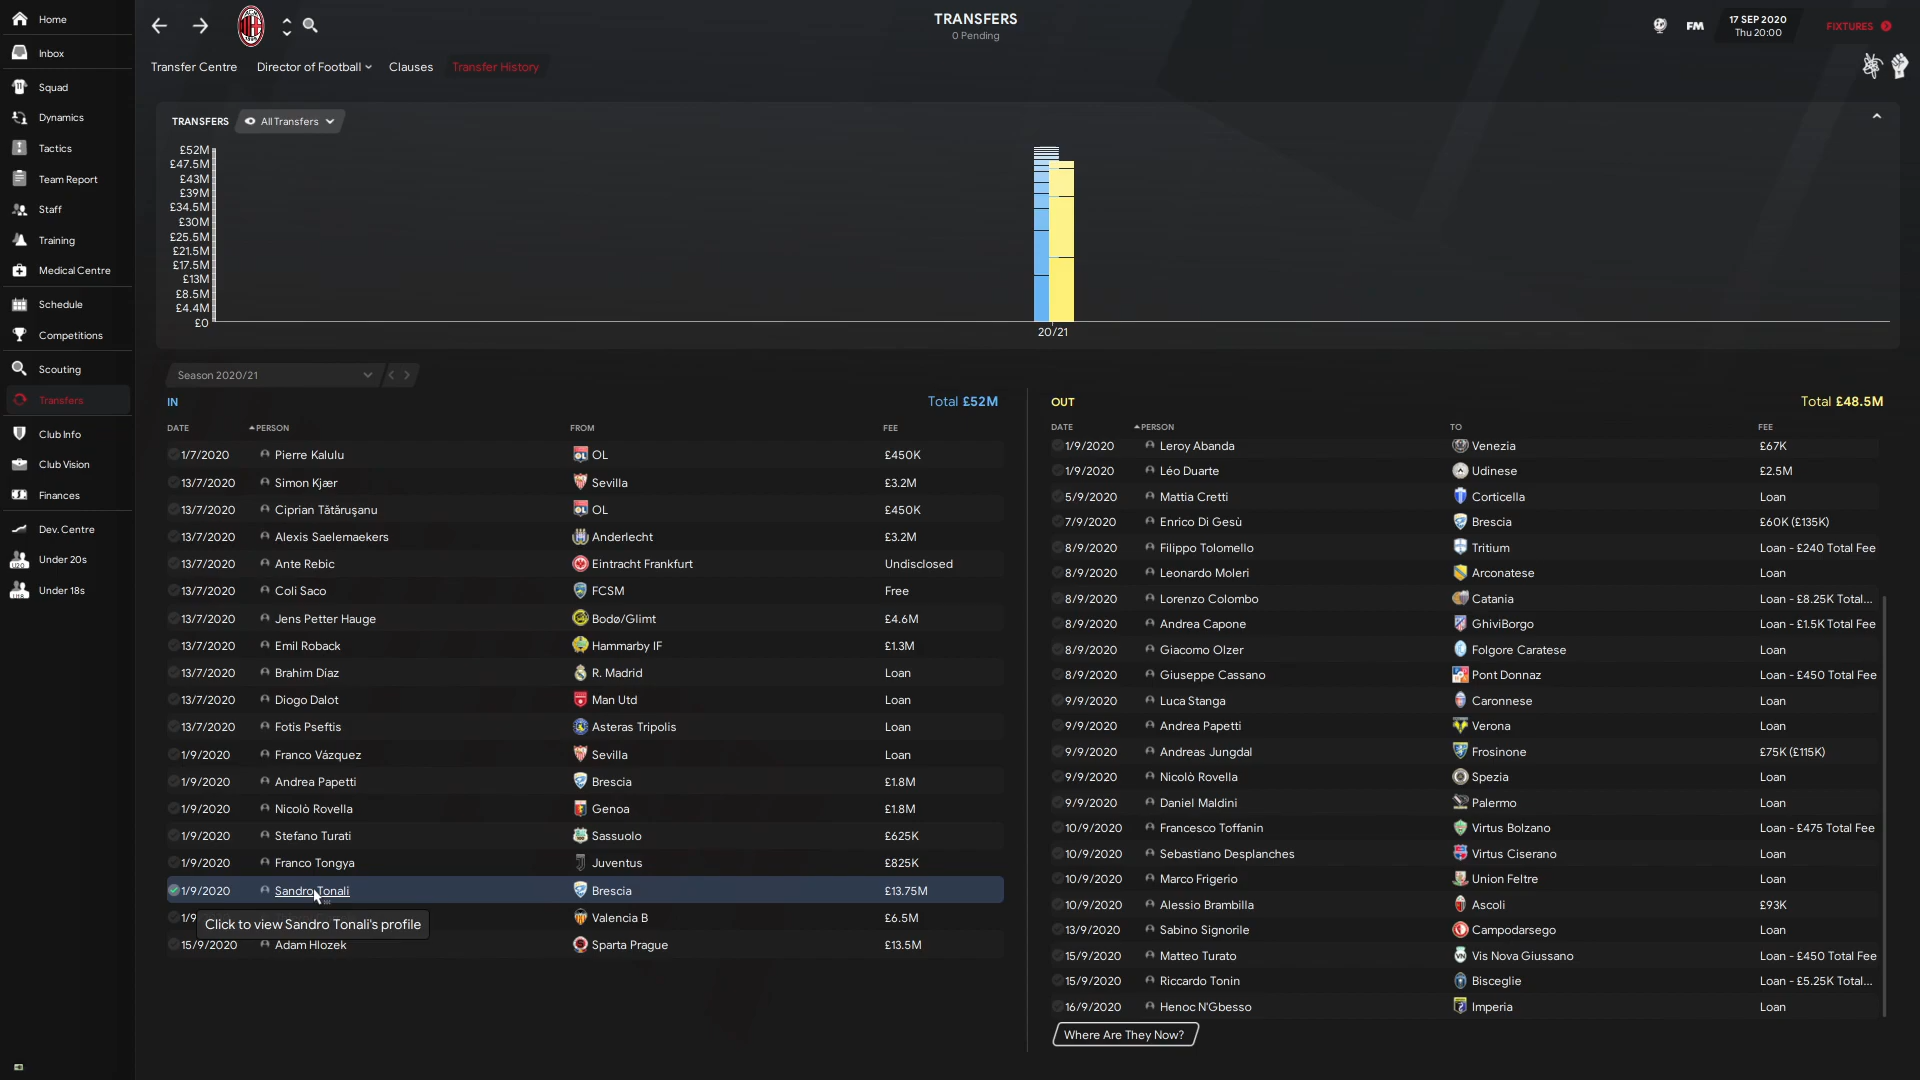 Home
Inbox
Squad
Dynamics
Tactics
Team Report
Staff
Training
Medical Centre
Schedule
Competitions
Scouting
Transfers
Club Info
Club Vision
Finances
Dev. Centre
Under 20s
Under 18s
TRANSFERS
0 Pending
FM
17 SEP 2020
Thu 20:00
FIXTURES
Transfer Centre
Director of Football
Clauses
Transfer History
TRANSFERS
All Transfers
£52M
£47.5M
£43M
£39M
£34.5M
£30M
£25.5M
£21.5M
£17.5M
£13M
£8.5M
£4.4M
£0
20/21
Season 2020/21
IN Total £52M
DATE PERSON FROM FEE
1/7/2020 Pierre Kalulu OL £450K
13/7/2020 Simon Kjær Sevilla £3.2M
13/7/2020 Ciprian Tătăruşanu OL £450K
13/7/2020 Alexis Saelemaekers Anderlecht £3.2M
13/7/2020 Ante Rebic Eintracht Frankfurt Undisclosed
13/7/2020 Coli Saco FCSM Free
13/7/2020 Jens Petter Hauge Bodø/Glimt £4.6M
13/7/2020 Emil Roback Hammarby IF £1.3M
13/7/2020 Brahim Díaz R. Madrid Loan
13/7/2020 Diogo Dalot Man Utd Loan
13/7/2020 Fotis Pseftis Asteras Tripolis Loan
1/9/2020 Franco Vázquez Sevilla Loan
1/9/2020 Andrea Papetti Brescia £1.8M
1/9/2020 Nicolò Rovella Genoa £1.8M
1/9/2020 Stefano Turati Sassuolo £625K
1/9/2020 Franco Tongya Juventus £825K
1/9/2020 Sandro Tonali Brescia £13.75M
1/9 Valencia B £6.5M
Click to view Sandro Tonali's profile
15/9/2020 Adam Hlozek Sparta Prague £13.5M
OUT Total £48.5M
DATE PERSON TO FEE
1/9/2020 Leroy Abanda Venezia £67K
1/9/2020 Léo Duarte Udinese £2.5M
5/9/2020 Mattia Cretti Corticella Loan
7/9/2020 Enrico Di Gesù Brescia £60K (£135K)
8/9/2020 Filippo Tolomello Tritium Loan - £240 Total Fee
8/9/2020 Leonardo Moleri Arconatese Loan
8/9/2020 Lorenzo Colombo Catania Loan - £8.25K Total...
8/9/2020 Andrea Capone GhiviBorgo Loan - £1.5K Total Fee
8/9/2020 Giacomo Olzer Folgore Caratese Loan
8/9/2020 Giuseppe Cassano Pont Donnaz Loan - £450 Total Fee
9/9/2020 Luca Stanga Caronnese Loan
9/9/2020 Andrea Papetti Verona Loan
9/9/2020 Andreas Jungdal Frosinone £75K (£115K)
9/9/2020 Nicolò Rovella Spezia Loan
9/9/2020 Daniel Maldini Palermo Loan
10/9/2020 Francesco Toffanin Virtus Bolzano Loan - £475 Total Fee
10/9/2020 Sebastiano Desplanches Virtus Ciserano Loan
10/9/2020 Marco Frigerio Union Feltre Loan
10/9/2020 Alessio Brambilla Ascoli £93K
13/9/2020 Sabino Signorile Campodarsego Loan
15/9/2020 Matteo Turato Vis Nova Giussano Loan - £450 Total Fee
15/9/2020 Riccardo Tonin Bisceglie Loan - £5.25K Total...
16/9/2020 Henoc N'Gbesso Imperia Loan
Where Are They Now?